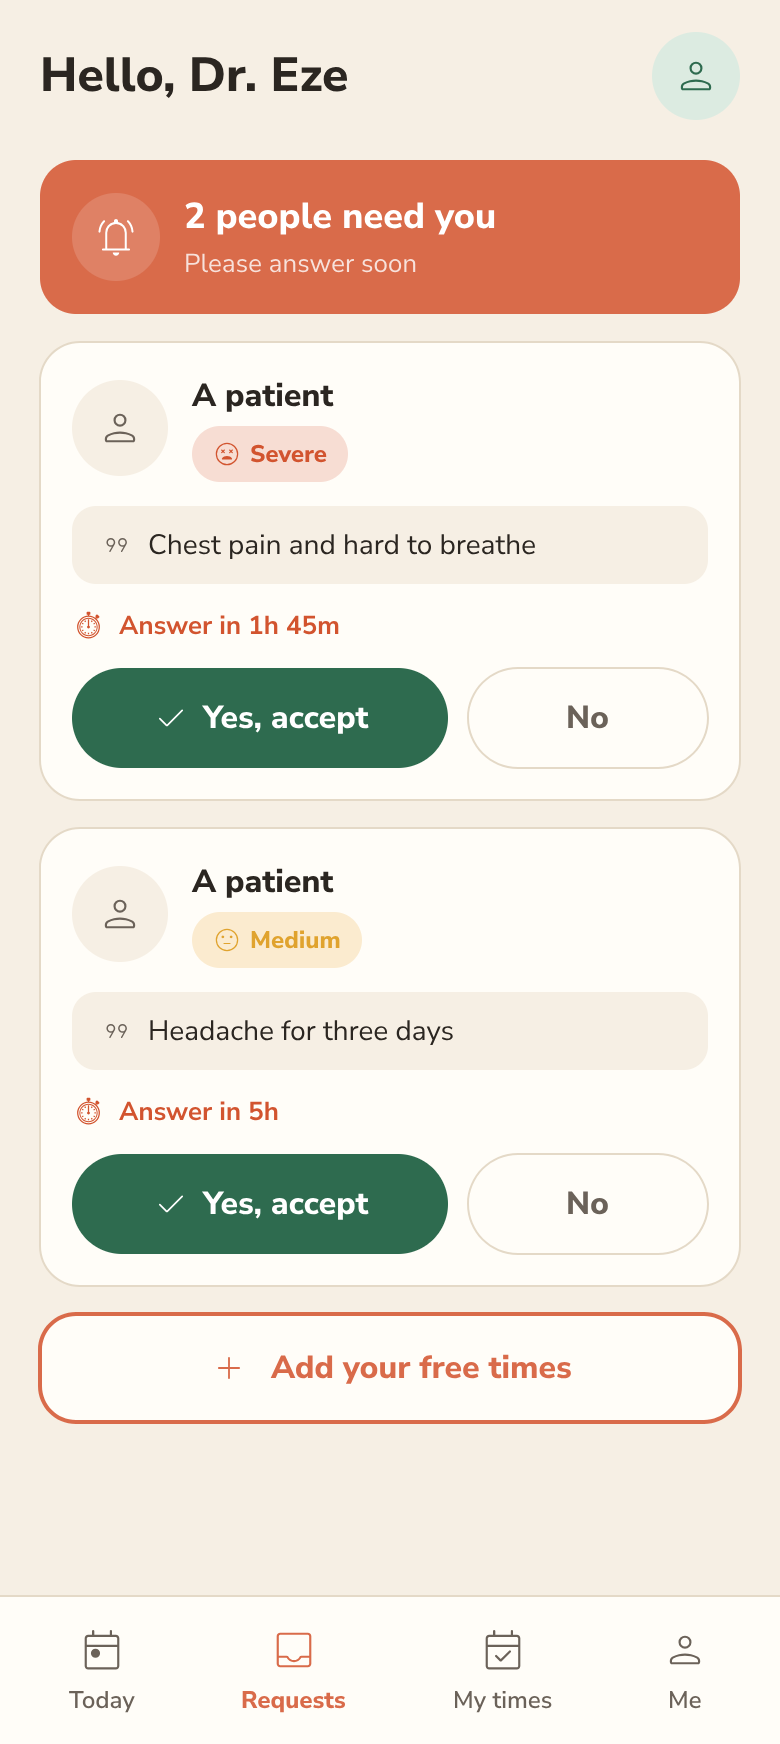 Hello, Dr. Eze
2 people need you
Please answer soon
A patient
Severe
Chest pain and hard to breathe
Answer in 1h 45m
Yes, accept
No
A patient
Medium
Headache for three days
Answer in 5h
Yes, accept
No
Add your free times
Today
Requests
My times
Me